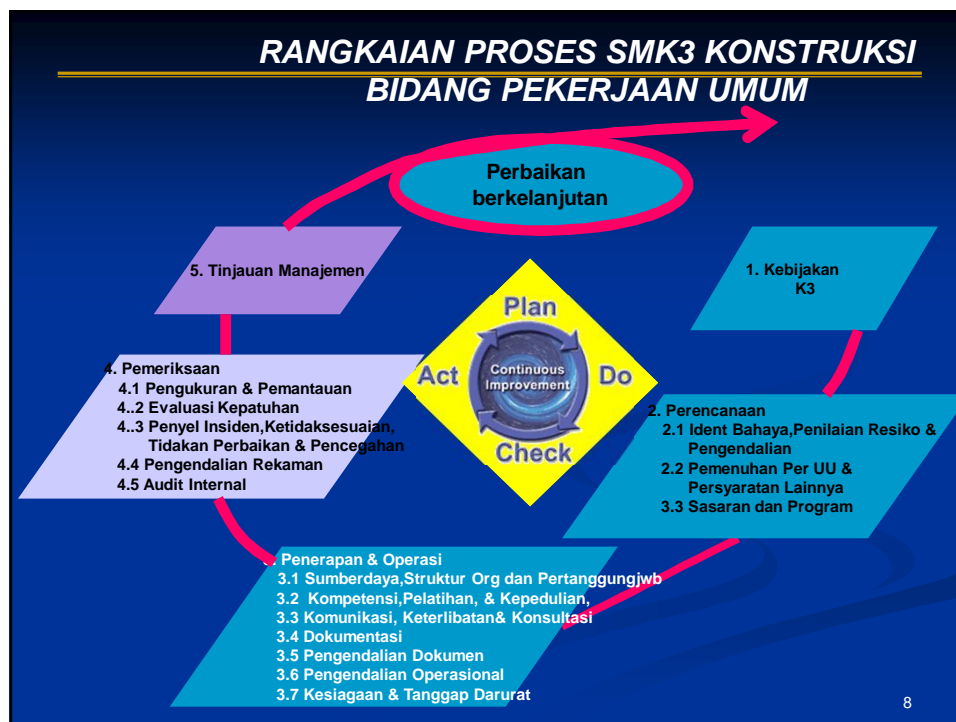 RANGKAIAN PROSES SMK3 KONSTRUKSI
BIDANG PEKERJAAN UMUM
Perbaikan
berkelanjutan
5. Tinjauan Manajemen
1. Kebijakan
K3
Plan
Act
Continuous
Improvement
Do
Check
4. Pemeriksaan
4.1 Pengukuran & Pemantauan
4..2 Evaluasi Kepatuhan
4..3 Penyel Insiden,Ketidaksesuaian,
Tidakan Perbaikan & Pencegahan
4.4 Pengendalian Rekaman
4.5 Audit Internal
2. Perencanaan
2.1 Ident Bahaya,Penilaian Resiko &
Pengendalian
2.2 Pemenuhan Per UU &
Persyaratan Lainnya
3.3 Sasaran dan Program
Penerapan & Operasi
3.1 Sumberdaya,Struktur Org dan Pertanggungjwb
3.2 Kompetensi,Pelatihan, & Kepedulian,
3.3 Komunikasi, Keterlibatan& Konsultasi
3.4 Dokumentasi
3.5 Pengendalian Dokumen
3.6 Pengendalian Operasional
3.7 Kesiagaan & Tanggap Darurat
8